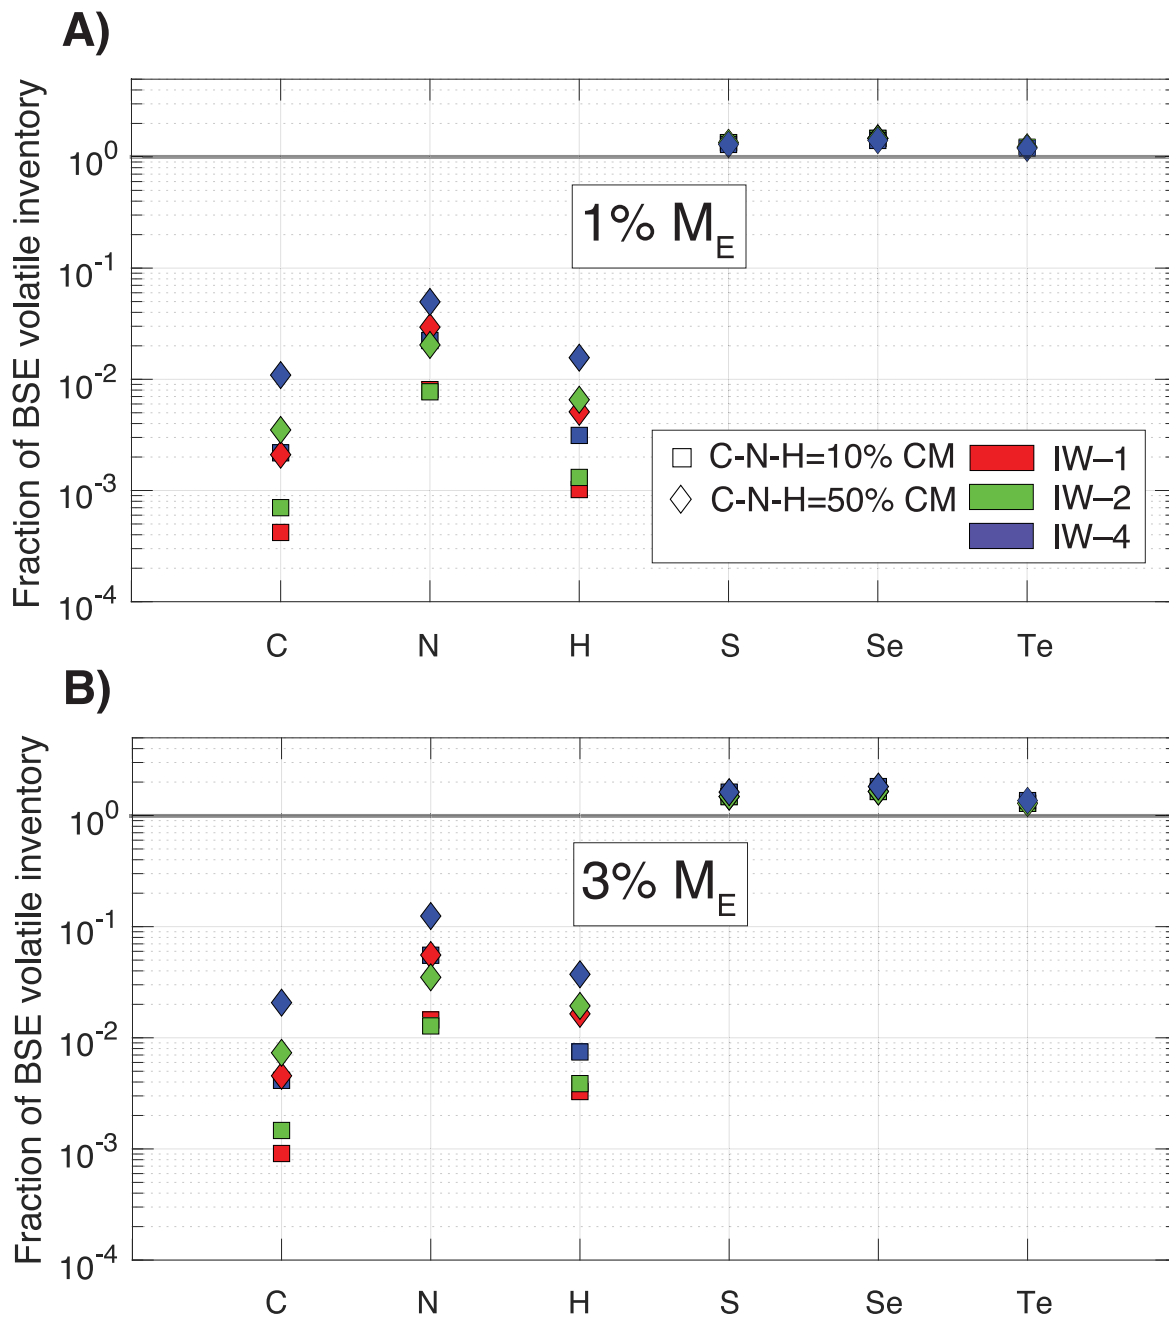 A)
Fraction of BSE volatile inventory
10^0
10^-1
10^-2
10^-3
10^-4
1% M_E
C-N-H=10% CM
C-N-H=50% CM
IW–1
IW–2
IW–4
C N H S Se Te
B)
Fraction of BSE volatile inventory
10^0
10^-1
10^-2
10^-3
10^-4
3% M_E
C N H S Se Te